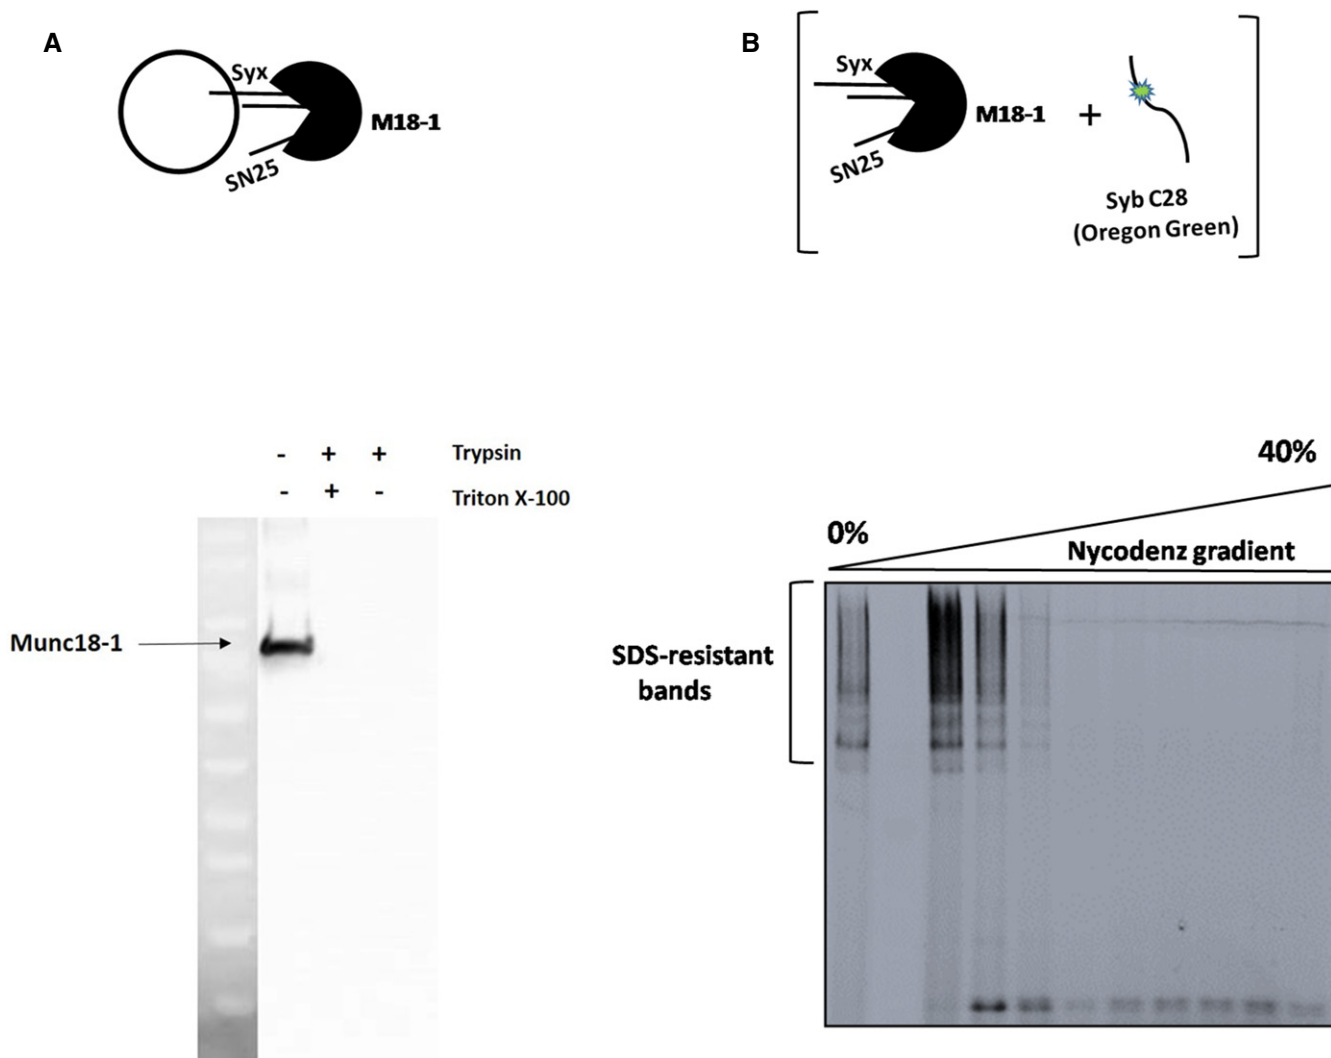 A
Syx
M18-1
SN25
- + + Trypsin
- + - Triton X-100
Munc18-1
B
Syx
M18-1
SN25
+
Syb C28
(Oregon Green)
40%
0%
Nycodenz gradient
SDS-resistant
bands